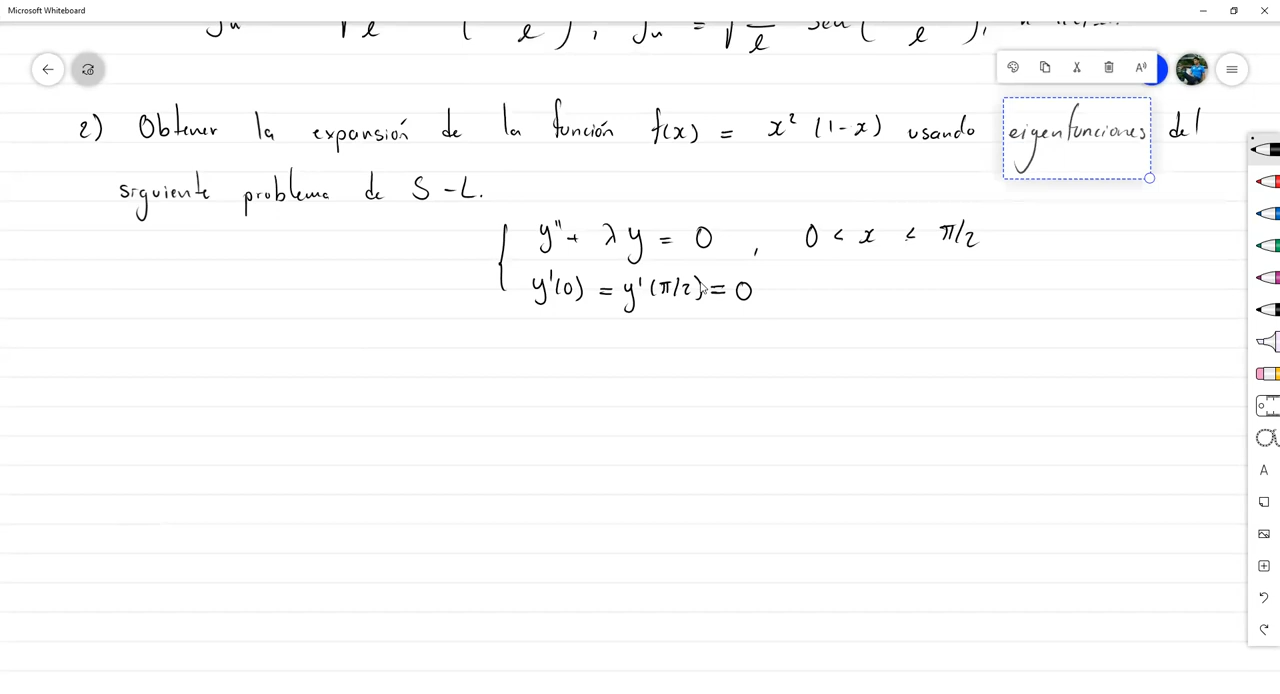 Microsoft Whiteboard
2) Obtener la expansión de la función f(x) = x² (1-x) usando eigenfunciones del
siguiente problema de S-L.
y'' + λ y = 0 , 0 < x < π/2
y'(0) = y'(π/2) = 0